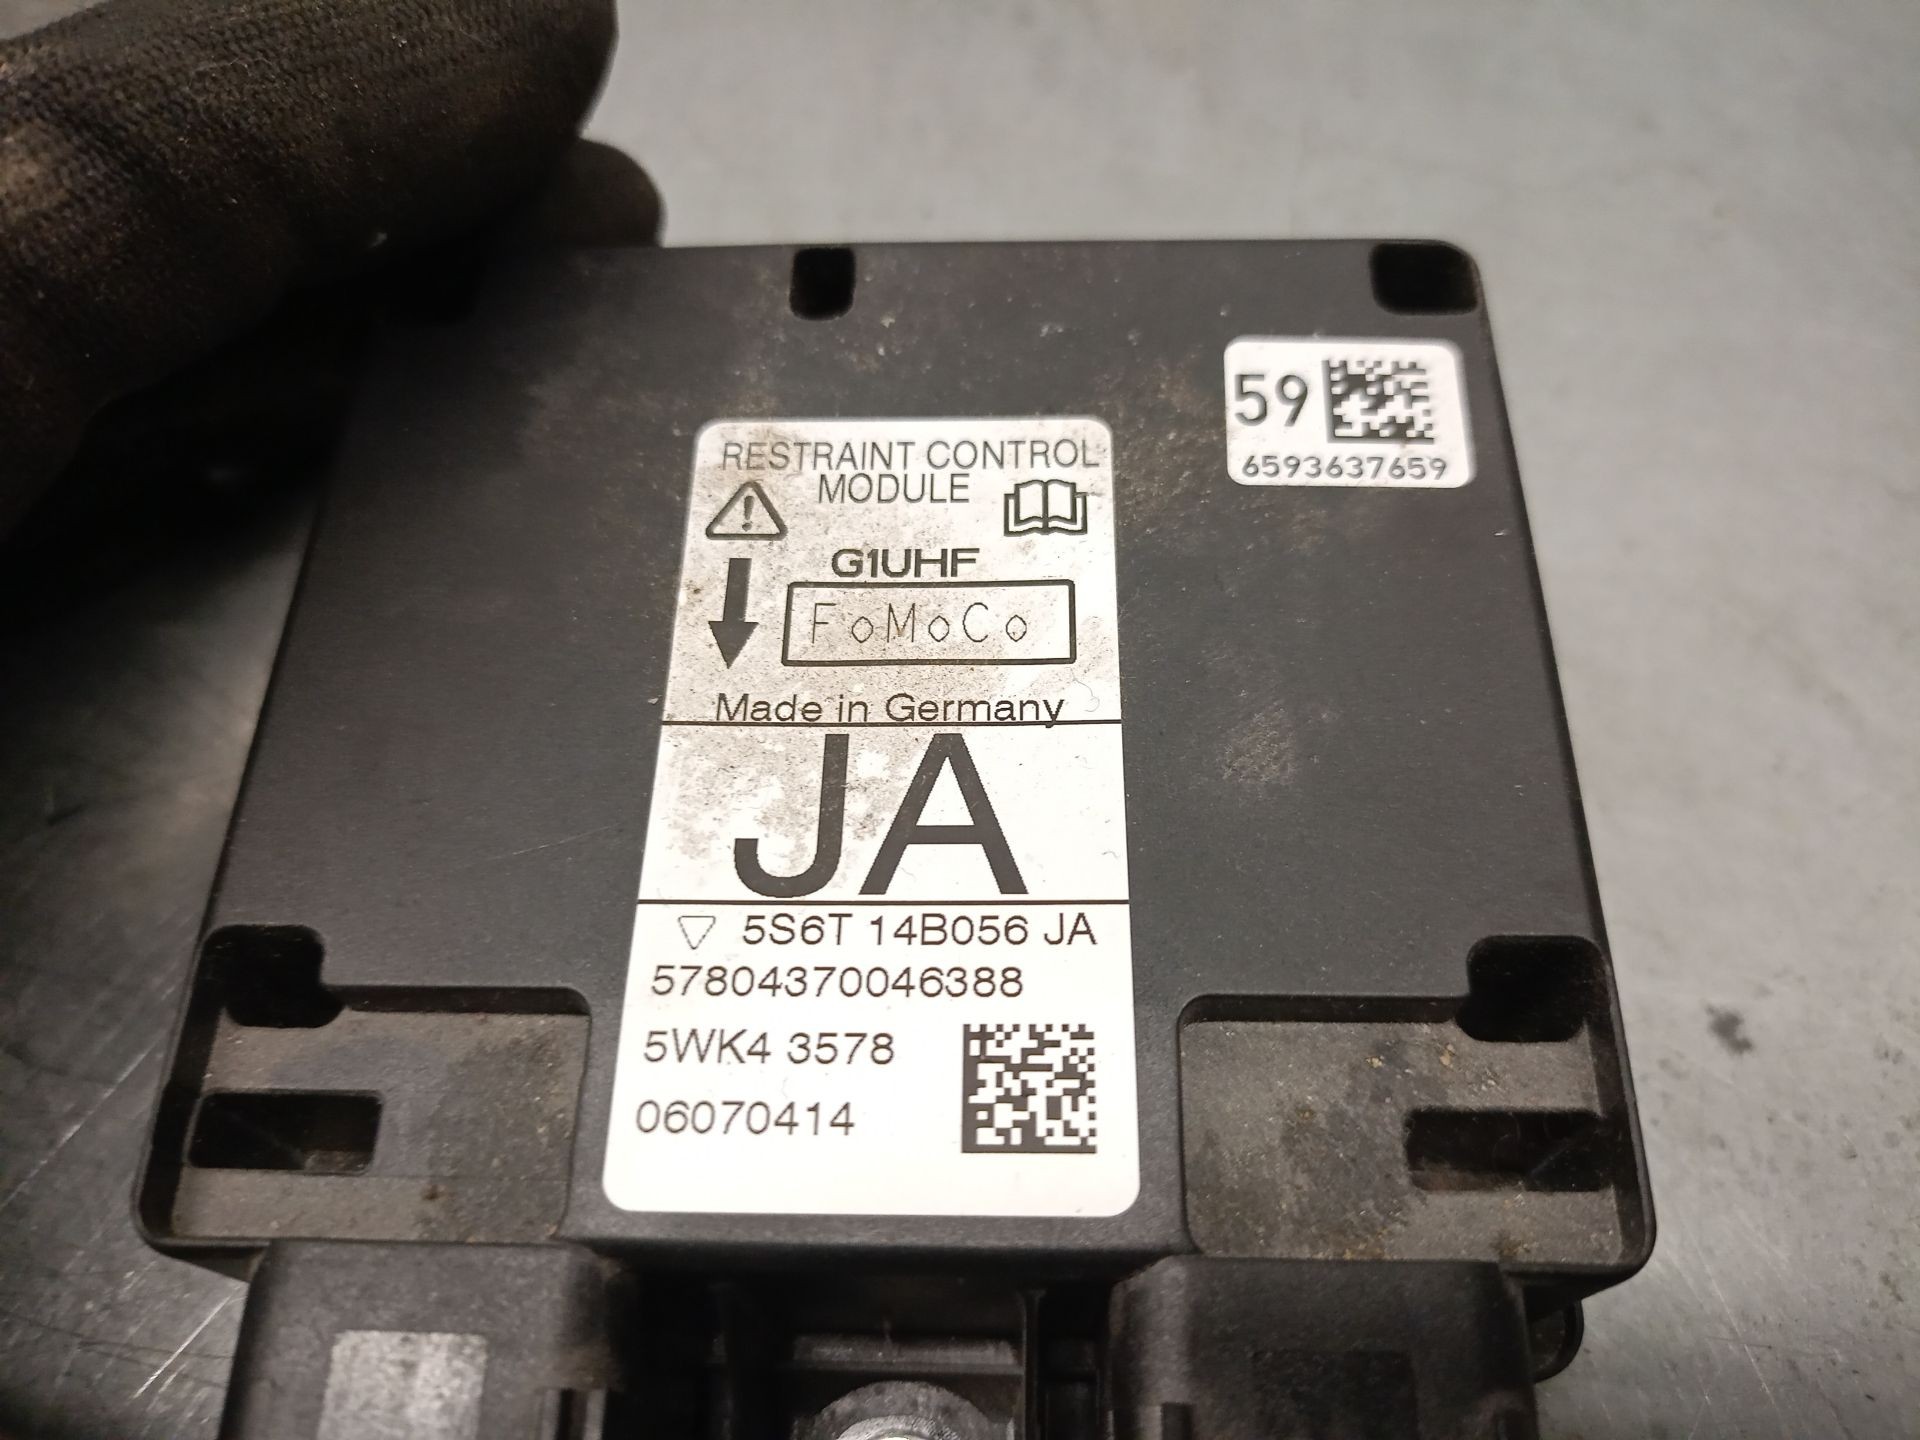 59
6593637659
RESTRAINT CONTROL
MODULE
G1UHF
FoMoCo
Made in Germany
JA
5S6T 14B056 JA
57804370046388
5WK4 3578
06070414